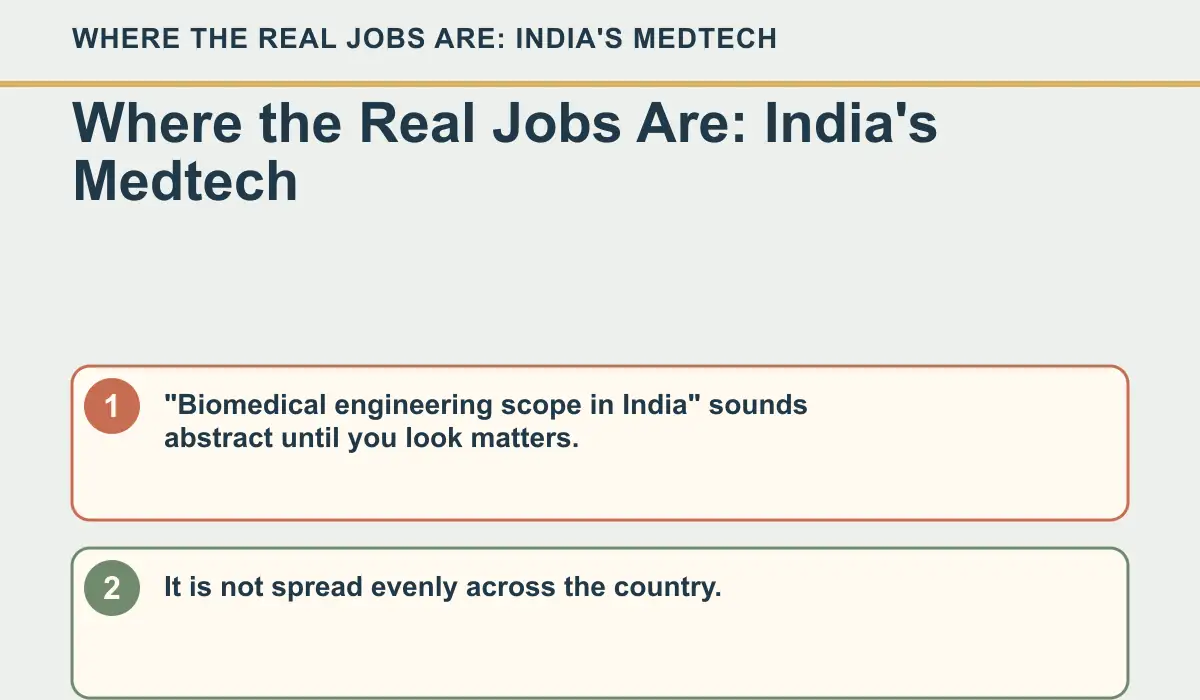 WHERE THE REAL JOBS ARE: INDIA'S MEDTECH
Where the Real Jobs Are: India's
Medtech
1
"Biomedical engineering scope in India" sounds
abstract until you look matters.
2
It is not spread evenly across the country.